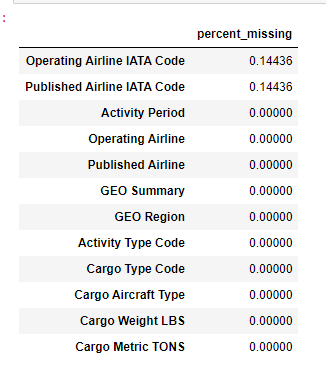 :
percent_missing
Operating Airline IATA Code 0.14436
Published Airline IATA Code 0.14436
Activity Period 0.00000
Operating Airline 0.00000
Published Airline 0.00000
GEO Summary 0.00000
GEO Region 0.00000
Activity Type Code 0.00000
Cargo Type Code 0.00000
Cargo Aircraft Type 0.00000
Cargo Weight LBS 0.00000
Cargo Metric TONS 0.00000